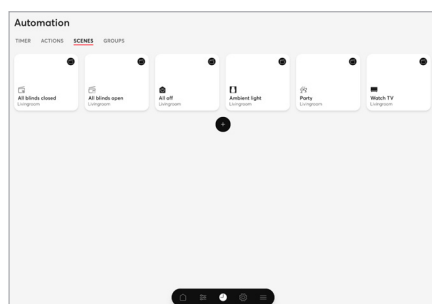 Automation
TIMER ACTIONS SCENES GROUPS
All blinds closed
Livingroom
All blinds open
Livingroom
All off
Livingroom
Ambient light
Livingroom
Party
Livingroom
Watch TV
Livingroom